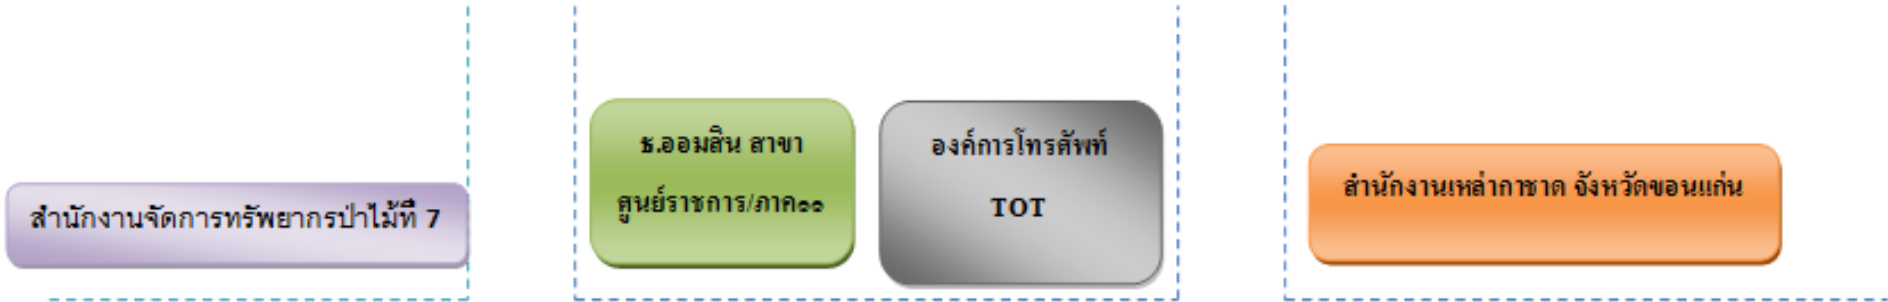 สำนักงานจัดการทรัพยากรป่าไม้ที่ 7
ธ.ออมสิน สาขา
ศูนย์ราชการ/ภาค๑๑
องค์การโทรศัพท์
TOT
สำนักงานเหล่ากาชาด จังหวัดขอนแก่น